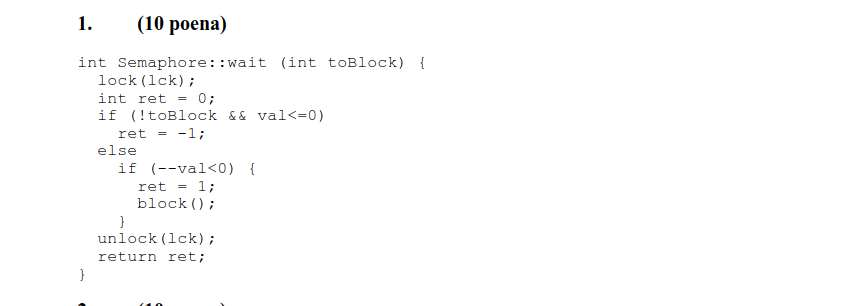 1. (10 poena)
int Semaphore::wait (int toBlock) {
  lock(lck);
  int ret = 0;
  if (!toBlock && val<=0)
    ret = -1;
  else
    if (--val<0) {
      ret = 1;
      block();
    }
  unlock(lck);
  return ret;
}